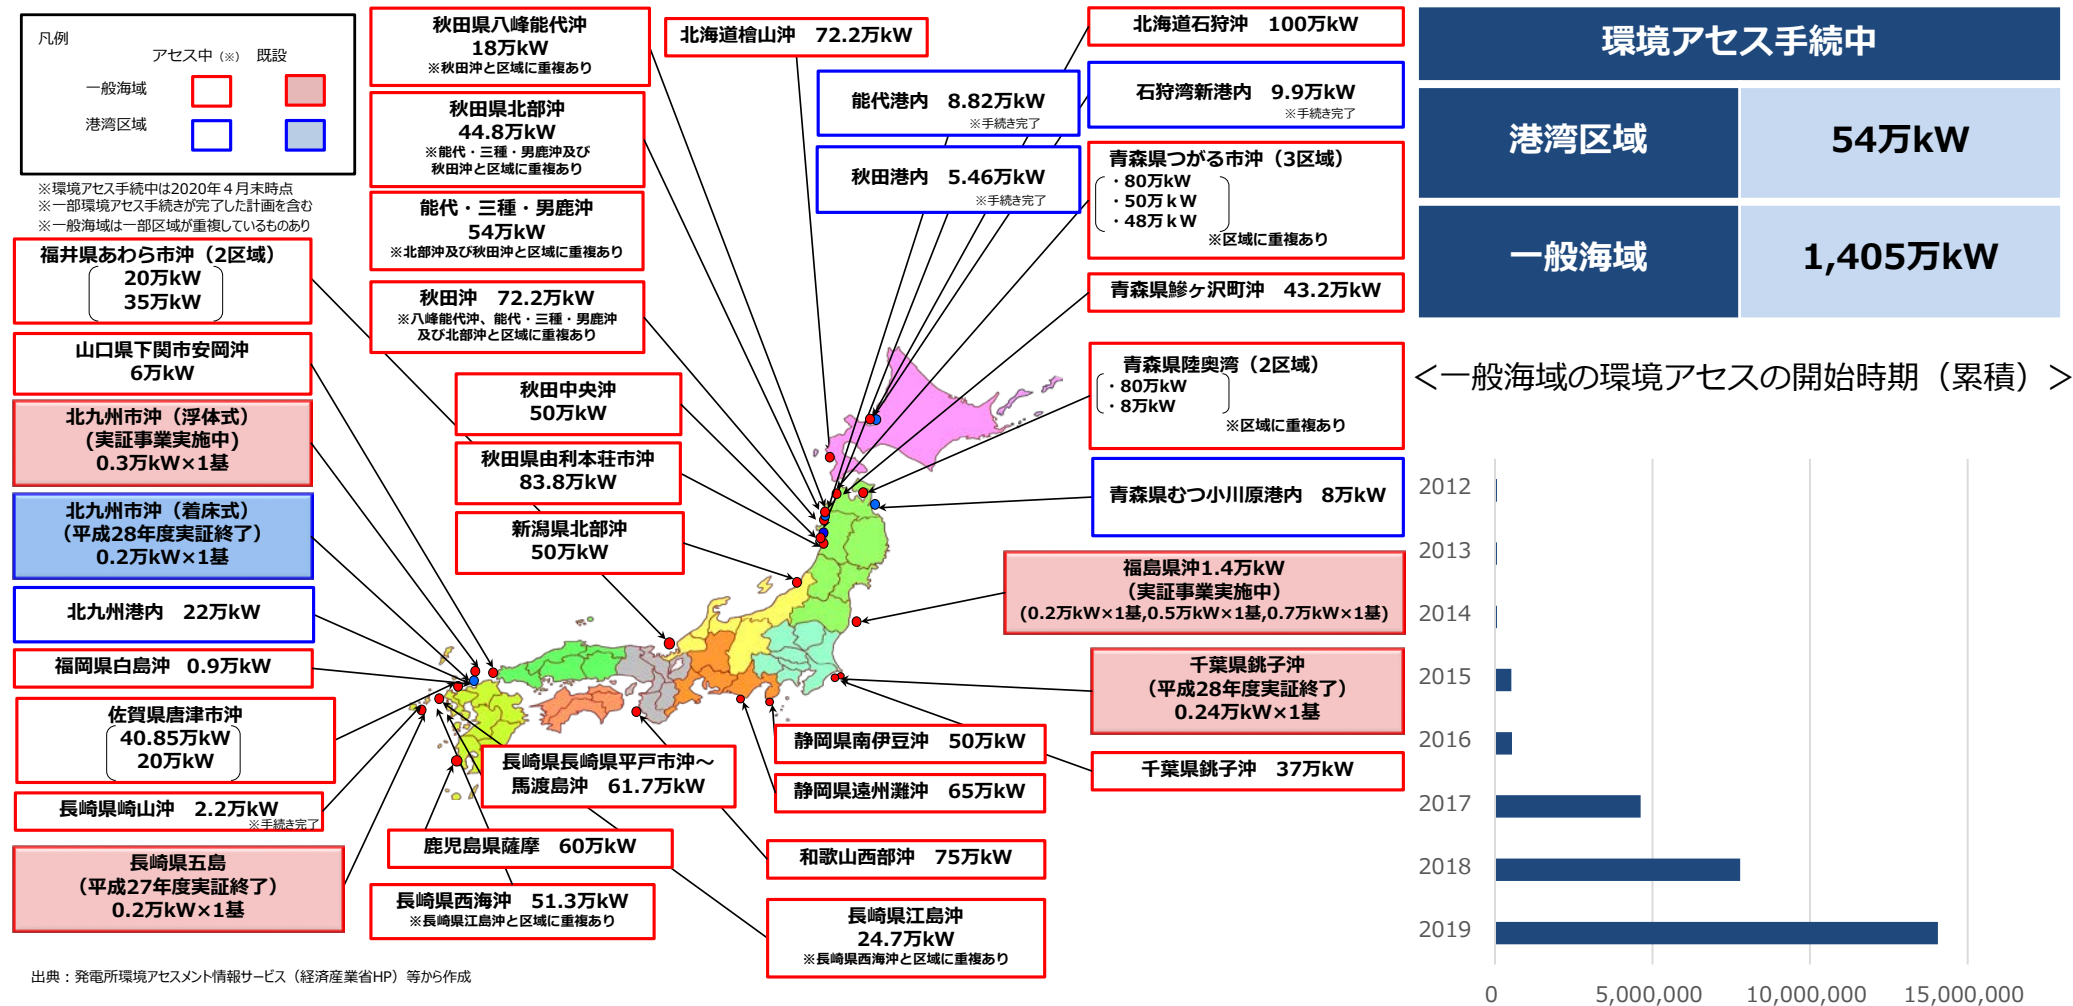 凡例
アセス中（※）　既設
一般海域
港湾区域
※環境アセス手続中は2020年４月末時点
※一部環境アセス手続きが完了した計画を含む
※一般海域は一部区域が重複しているものあり
福井県あわら市沖（2区域）
20万kW
35万kW
山口県下関市安岡沖
6万kW
北九州市沖（浮体式）
(実証事業実施中)
0.3万kW×1基
北九州市沖（着床式）
（平成28年度実証終了）
0.2万kW×1基
北九州港内　22万kW
福岡県白島沖　0.9万kW
佐賀県唐津市沖
40.85万kW
20万kW
長崎県崎山沖　2.2万kW
※手続き完了
長崎県五島
（平成27年度実証終了）
0.2万kW×1基
秋田県八峰能代沖
18万kW
※秋田沖と区域に重複あり
秋田県北部沖
44.8万kW
※能代・三種・男鹿沖及び
秋田沖と区域に重複あり
能代・三種・男鹿沖
54万kW
※北部沖及び秋田沖と区域に重複あり
秋田沖　72.2万kW
※八峰能代沖、能代・三種・男鹿沖
及び北部沖と区域に重複あり
秋田中央沖
50万kW
秋田県由利本荘市沖
83.8万kW
新潟県北部沖
50万kW
北海道檜山沖　72.2万kW
能代港内　8.82万kW
※手続き完了
秋田港内　5.46万kW
※手続き完了
北海道石狩沖　100万kW
石狩湾新港内　9.9万kW
※手続き完了
青森県つがる市沖（3区域）
・80万kW
・50万ｋW
・48万ｋW
※区域に重複あり
青森県鰺ヶ沢町沖　43.2万kW
青森県陸奥湾（2区域）
・80万kW
・8万kW
※区域に重複あり
青森県むつ小川原港内　8万kW
福島県沖1.4万kW
（実証事業実施中）
(0.2万kW×1基,0.5万kW×1基,0.7万kW×1基)
千葉県銚子沖
（平成28年度実証終了）
0.24万kW×1基
千葉県銚子沖　37万kW
静岡県南伊豆沖　50万kW
静岡県遠州灘沖　65万kW
和歌山西部沖　75万kW
長崎県江島沖
24.7万kW
※長崎県西海沖と区域に重複あり
長崎県長崎県平戸市沖～
馬渡島沖　61.7万kW
鹿児島県薩摩　60万kW
長崎県西海沖　51.3万kW
※長崎県江島沖と区域に重複あり
出典：発電所環境アセスメント情報サービス（経済産業省HP）等から作成
環境アセス手続中
港湾区域　54万kW
一般海域　1,405万kW
＜一般海域の環境アセスの開始時期（累積）＞
2012
2013
2014
2015
2016
2017
2018
2019
0　5,000,000　10,000,000　15,000,000